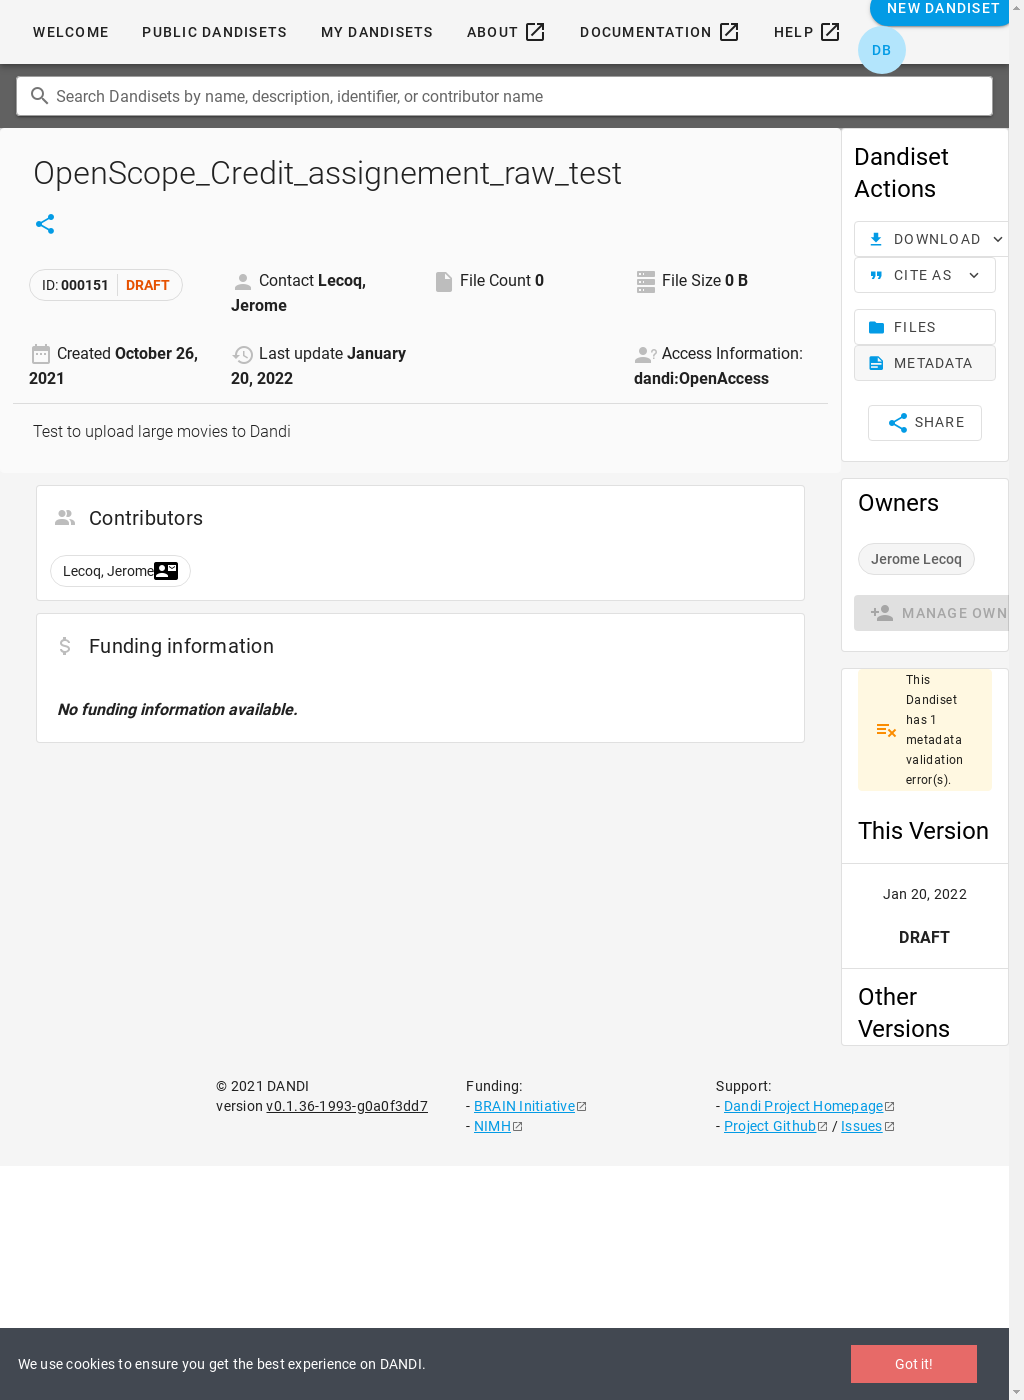 WELCOME
PUBLIC DANDISETS
MY DANDISETS
ABOUT
DOCUMENTATION
HELP
NEW DANDISET
DB
Search Dandisets by name, description, identifier, or contributor name
OpenScope_Credit_assignement_raw_test
ID: 000151 DRAFT
Contact Lecoq,
Jerome
File Count 0
File Size 0 B
Created October 26,
2021
Last update January
20, 2022
Access Information:
dandi:OpenAccess
Test to upload large movies to Dandi
Contributors
Lecoq, Jerome
Funding information
No funding information available.
Dandiset
Actions
DOWNLOAD
CITE AS
FILES
METADATA
SHARE
Owners
Jerome Lecoq
MANAGE OWN
This
Dandiset
has 1
metadata
validation
error(s).
This Version
Jan 20, 2022
DRAFT
Other
Versions
© 2021 DANDI
version v0.1.36-1993-g0a0f3dd7
Funding:
- BRAIN Initiative
- NIMH
Support:
- Dandi Project Homepage
- Project Github / Issues
We use cookies to ensure you get the best experience on DANDI.
Got it!